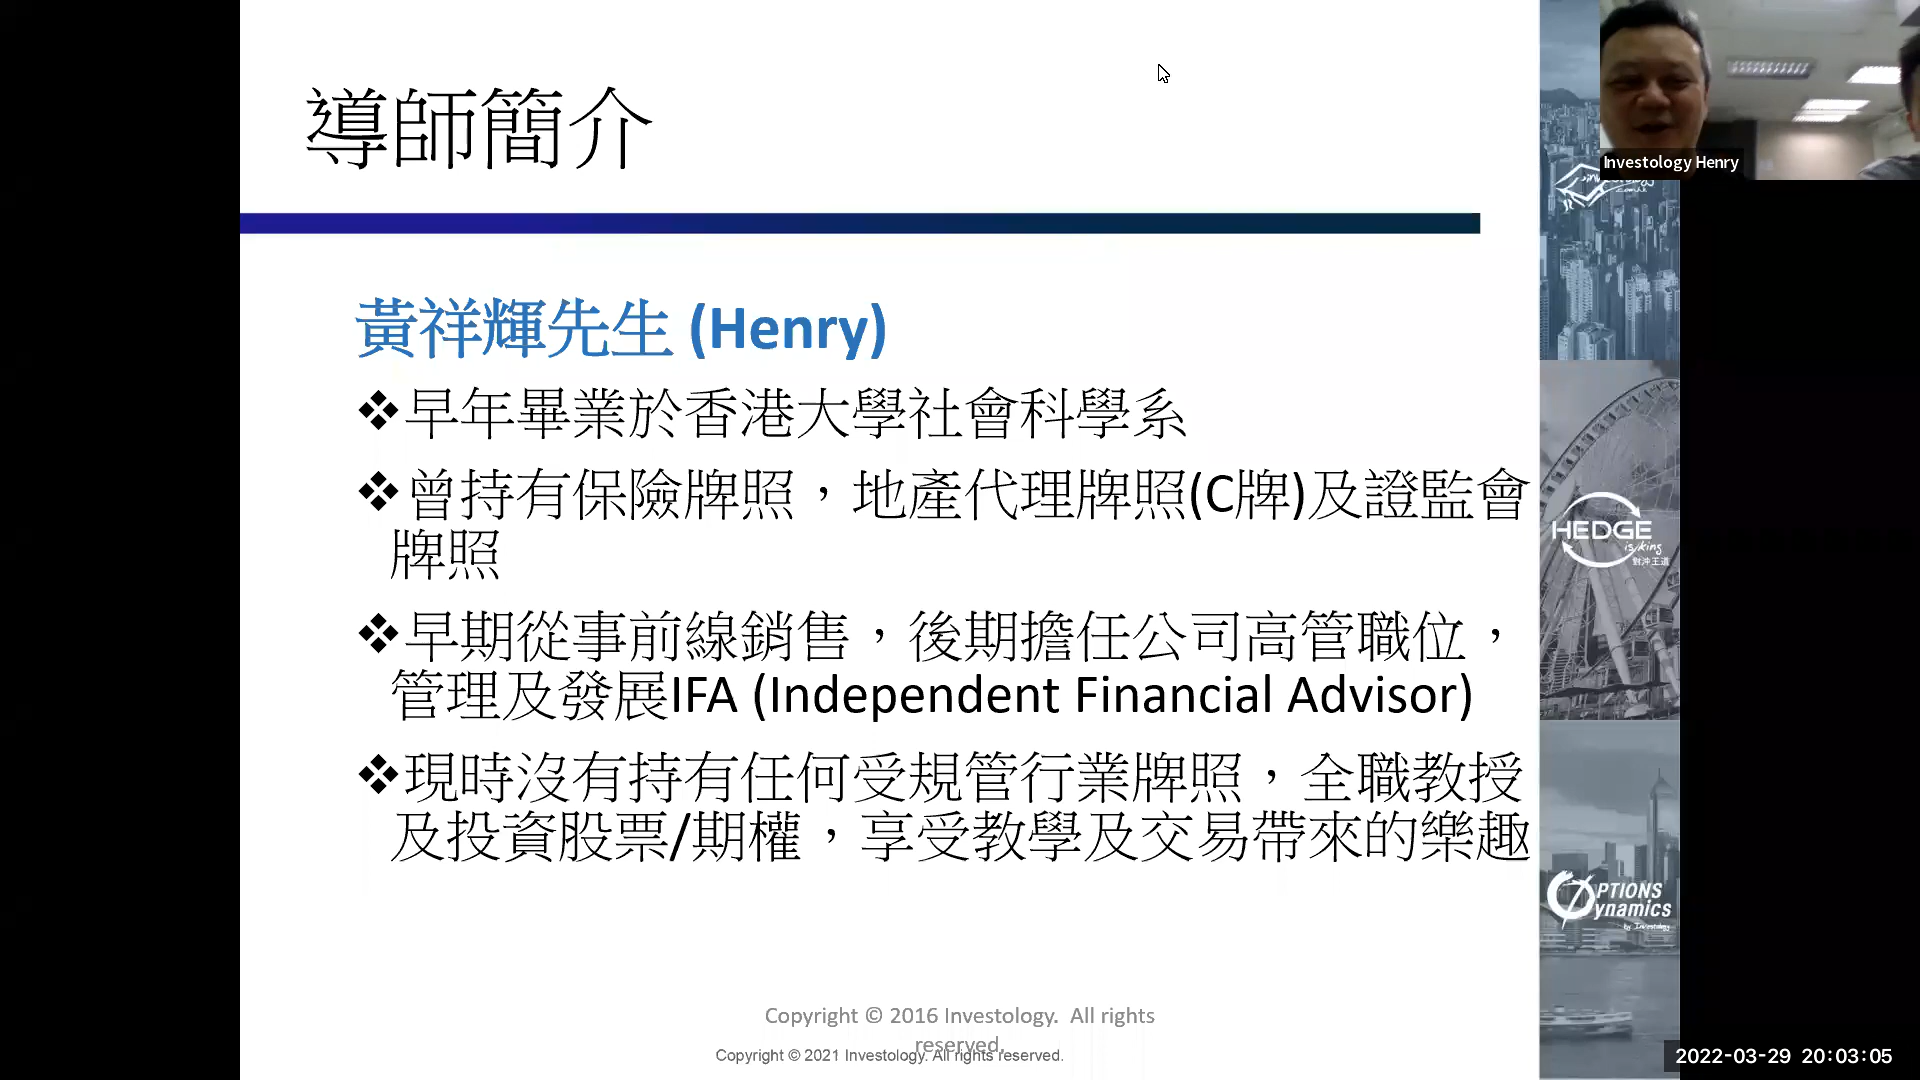 導師簡介
Investology Henry
黃祥輝先生 (Henry)
❖早年畢業於香港大學社會科學系
❖曾持有保險牌照，地產代理牌照(C牌)及證監會
牌照
❖早期從事前線銷售，後期擔任公司高管職位，
管理及發展IFA (Independent Financial Advisor)
❖現時沒有持有任何受規管行業牌照，全職教授
及投資股票/期權，享受教學及交易帶來的樂趣
HEDGE
is king
對沖王道
OPTIONS
Dynamics
by Investology
Copyright © 2016 Investology. All rights
reserved.
Copyright © 2021 Investology. All rights reserved.
2022-03-29 20:03:05